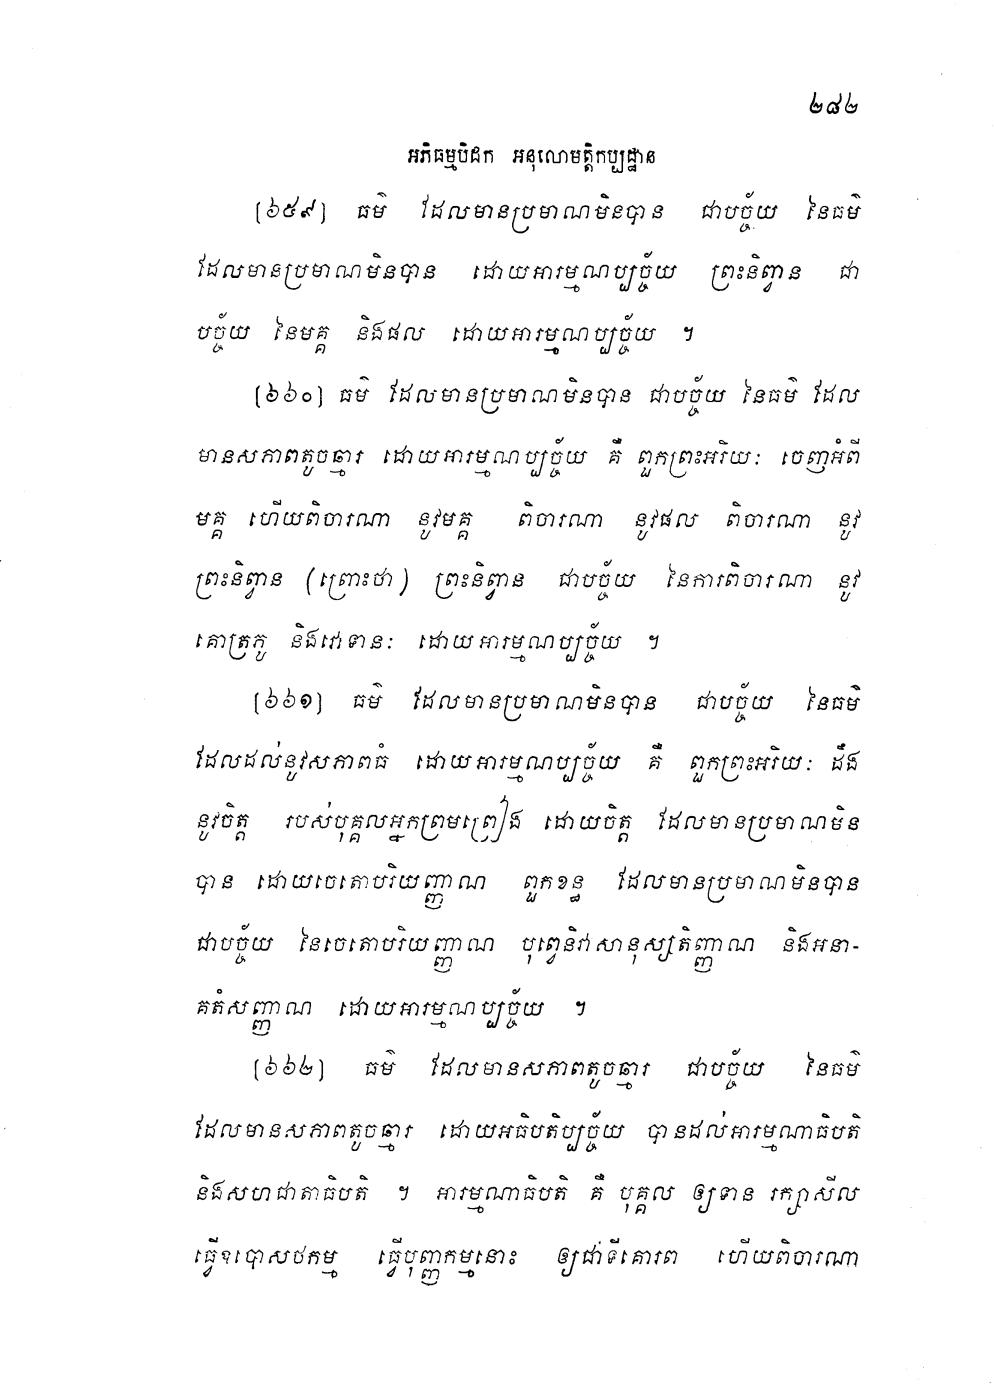 ២៨២
អភិធម្មបិដក អនុលោមត្តិកប្បដ្ឋាន
[៦៥៩] ធម៌ ដែលមានប្រមាណមិនបាន ជាបច្ច័យ នៃធម៌
ដែលមានប្រមាណមិនបាន ដោយអារម្មណប្បច្ច័យ ព្រះនិព្វាន ជា
បច្ច័យ នៃមគ្គ និងផល ដោយអារម្មណប្បច្ច័យ ។
[៦៦០] ធម៌ ដែលមានប្រមាណមិនបាន ជាបច្ច័យ នៃធម៌ ដែល
មានសភាពតូចឆ្មារ ដោយអារម្មណប្បច្ច័យ គឺ ពួកព្រះអរិយៈ ចេញអំពី
មគ្គ ហើយពិចារណា នូវមគ្គ ពិចារណា នូវផល ពិចារណា នូវ
ព្រះនិព្វាន (ព្រោះថា) ព្រះនិព្វាន ជាបច្ច័យ នៃការពិចារណា នូវ
គោត្រភូ និងវោទានៈ ដោយអារម្មណប្បច្ច័យ ។
[៦៦១] ធម៌ ដែលមានប្រមាណមិនបាន ជាបច្ច័យ នៃធម៌
ដែលដល់នូវសភាពធំ ដោយអារម្មណប្បច្ច័យ គឺ ពួកព្រះអរិយៈ ដឹង
នូវចិត្ត របស់បុគ្គលអ្នកព្រមព្រៀង ដោយចិត្ត ដែលមានប្រមាណមិន
បាន ដោយចេតោបរិយញ្ញាណ ពួកខន្ធ ដែលមានប្រមាណមិនបាន
ជាបច្ច័យ នៃចេតោបរិយញ្ញាណ បុព្វេនិវាសានុស្សតិញ្ញាណ និងអនា-
គតំសញ្ញាណ ដោយអារម្មណប្បច្ច័យ ។
[៦៦២] ធម៌ ដែលមានសភាពតូចឆ្មារ ជាបច្ច័យ នៃធម៌
ដែលមានសភាពតូចឆ្មារ ដោយអធិបតិប្បច្ច័យ បានដល់អារម្មណាធិបតិ
និងសហជាតាធិបតិ ។ អារម្មណាធិបតិ គឺ បុគ្គល ឲ្យទាន រក្សាសីល
ធ្វើឧបោសថកម្ម ធ្វើបុញ្ញកម្មនោះ ឲ្យជាទីគោរព ហើយពិចារណា